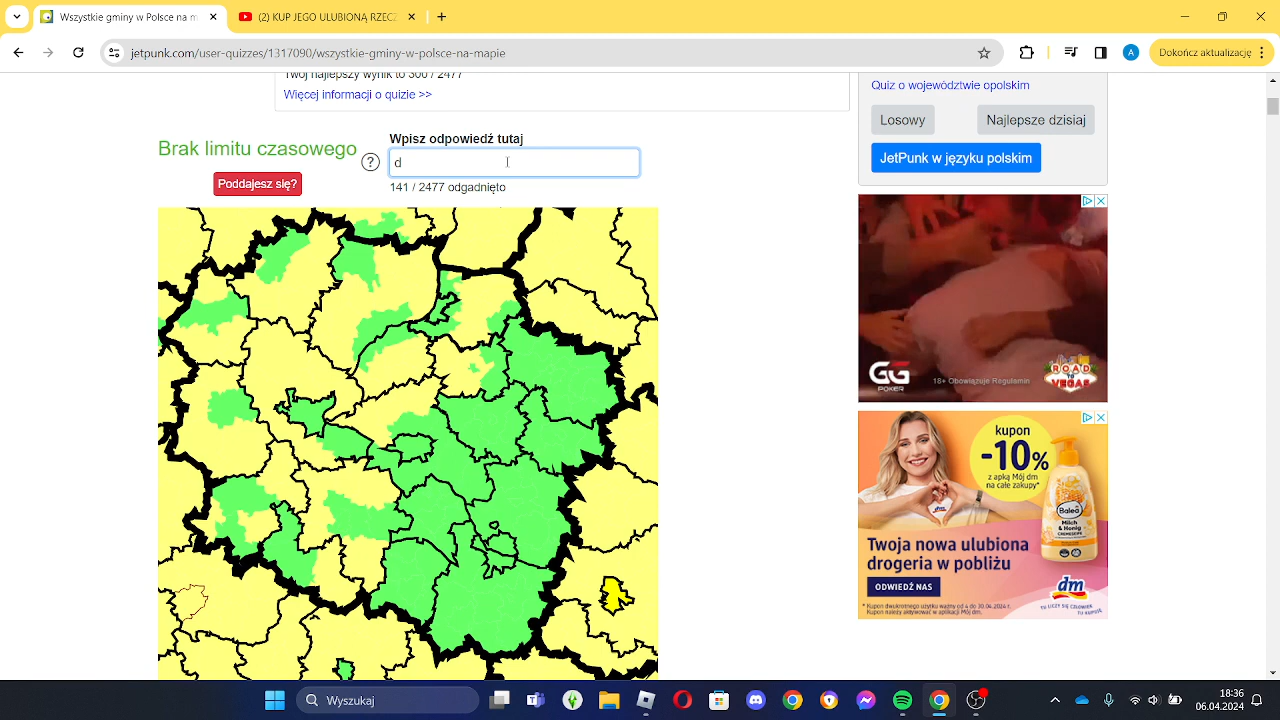 Wszystkie gminy w Polsce na m
(2) ODCINAM NIEWOLNIKA ZRE
jetpunk.com/user-quizzes/1317090/wszystkie-gminy-w-polsce-na-mapie
A
Dokończ aktualizację
Twój najlepszy wynik to 300 / 2477
Więcej informacji o quizie >>
Quiz o województwie opolskim
Losowy
Najlepsze dzisiaj
JetPunk w języku polskim
Brak limitu czasowego
?
Wpisz odpowiedź tutaj
d
141 / 2477 odgadnięto
Poddajesz się?
GG
POKER
18+ Obowiązuje Regulamin
ROAD
TO
VEGAS
kupon
-10%
z apką Mój dm
na całe zakupy*
Balea
Milch
& Honig
CREMESEIFE
Twoja nowa ulubiona
drogeria w pobliżu
ODWIEDŹ NAS
dm
Wyszukaj
18:36
06.04.2024